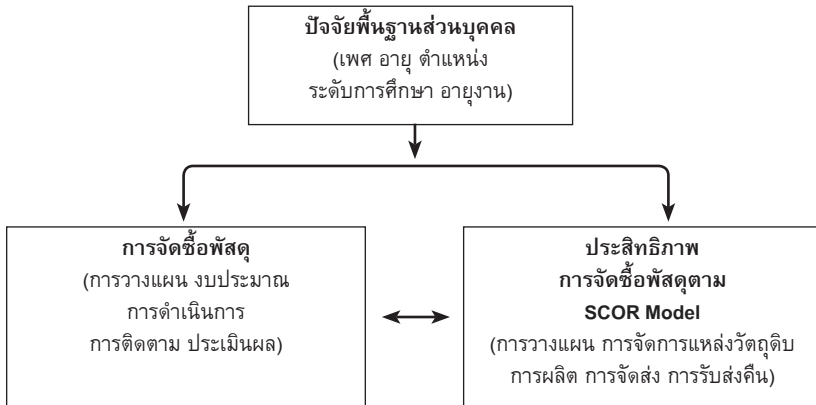 ปัจจัยพื้นฐานส่วนบุคคล
(เพศ อายุ ตำแหน่ง
ระดับการศึกษา อายุงาน)
การจัดซื้อพัสดุ
(การวางแผน งบประมาณ
การดำเนินการ
การติดตาม ประเมินผล)
ประสิทธิภาพ
การจัดซื้อพัสดุตาม
SCOR Model
(การวางแผน การจัดการแหล่งวัตถุดิบ
การผลิต การจัดส่ง การรับส่งคืน)